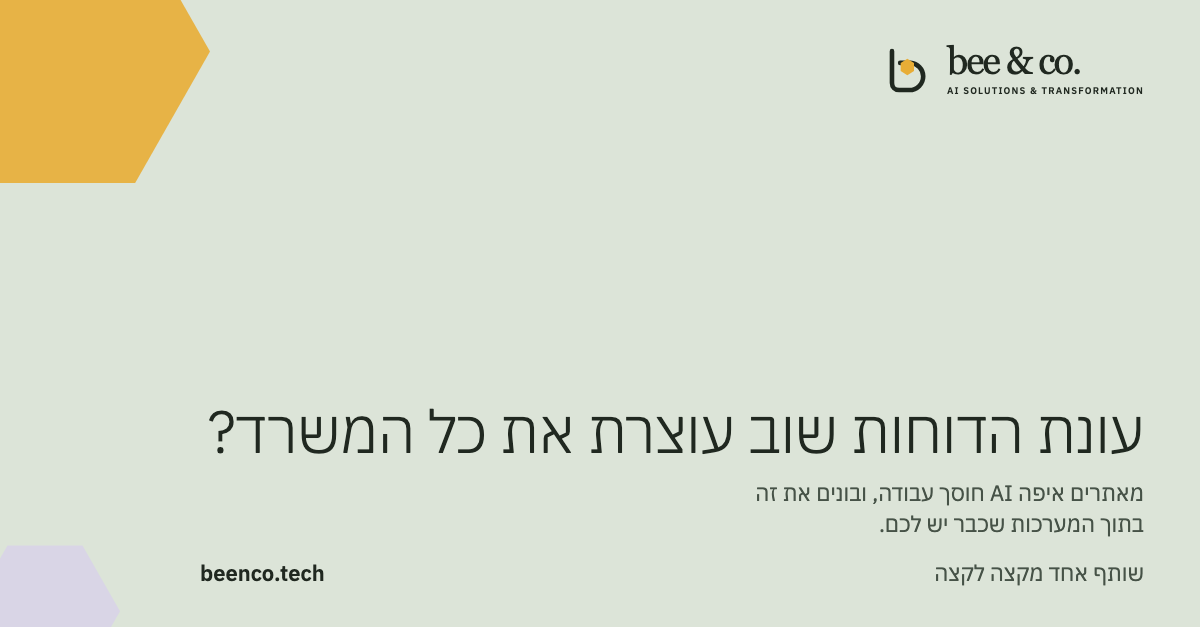 bee & co.
AI SOLUTIONS & TRANSFORMATION
עונת הדוחות שוב עוצרת את כל המשרד?
מאתרים איפה AI חוסך עבודה, ובונים את זה
בתוך המערכות שכבר יש לכם.
שותף אחד מקצה לקצה
beenco.tech